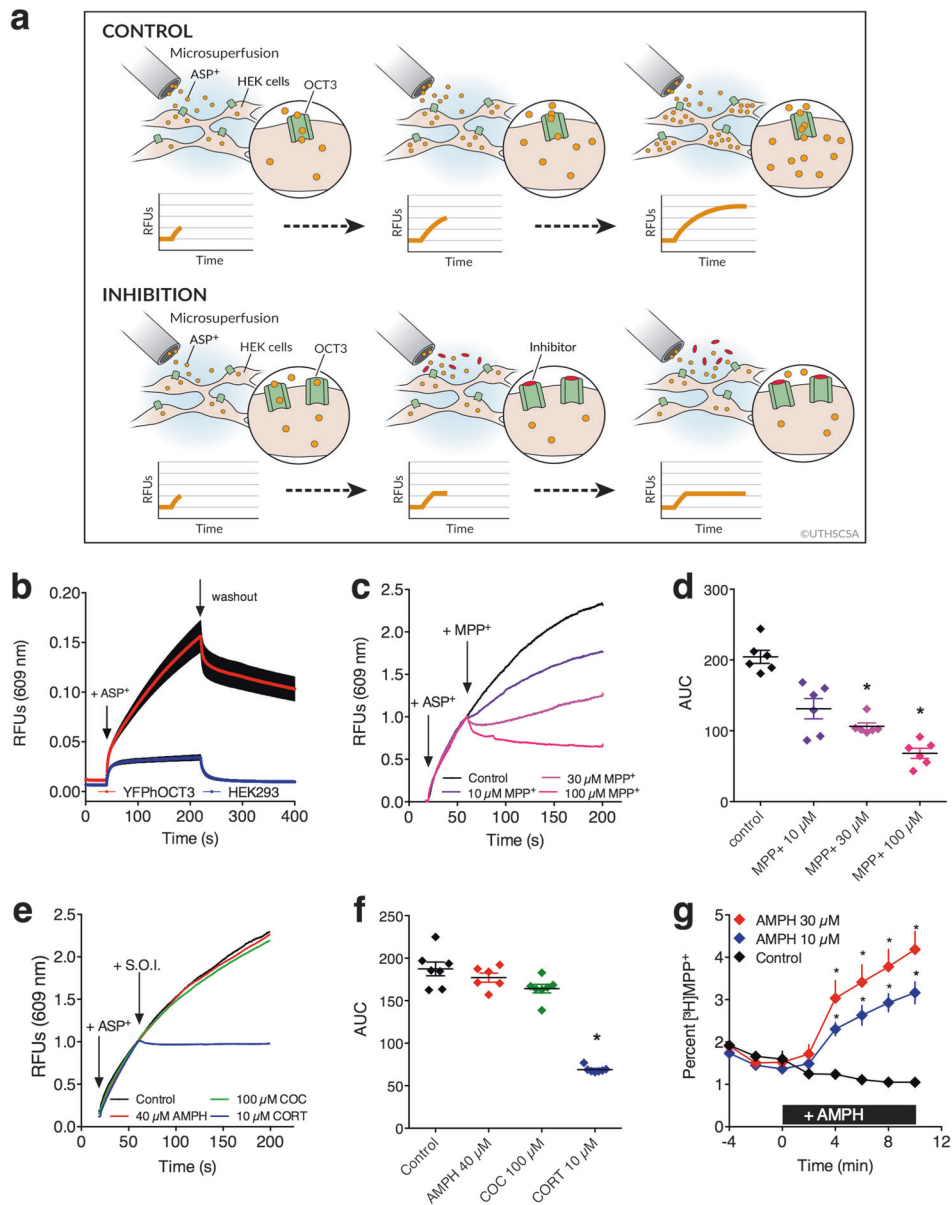 a
CONTROL
Microsuperfusion
ASP+
HEK cells
OCT3
RFUs
Time
RFUs
Time
RFUs
Time
INHIBITION
Microsuperfusion
ASP+
HEK cells
OCT3
Inhibitor
RFUs
Time
RFUs
Time
RFUs
Time
©UTHSCSA
b
RFUs (609 nm)
0.20
0.15
0.10
0.05
0.00
+ ASP+
washout
YFPhOCT3
HEK293
0 100 200 300 400
Time (s)
c
RFUs (609 nm)
2.5
2.0
1.5
1.0
0.5
0
+ ASP+
+ MPP+
Control
10 µM MPP+
30 µM MPP+
100 µM MPP+
0 50 100 150 200
Time (s)
d
AUC
300
200
100
0
*
*
control
MPP+ 10 µM
MPP+ 30 µM
MPP+ 100 µM
e
RFUs (609 nm)
2.5
2.0
1.5
1.0
0.5
0
+ ASP+
+ S.O.I.
Control
40 µM AMPH
100 µM COC
10 µM CORT
0 50 100 150 200
Time (s)
f
AUC
250
200
150
100
50
0
*
Control
AMPH 40 µM
COC 100 µM
CORT 10 µM
g
Percent [³H]MPP+
5
4
3
2
1
0
AMPH 30 µM
AMPH 10 µM
Control
* * * *
* * * *
+ AMPH
-4 0 4 8 12
Time (min)